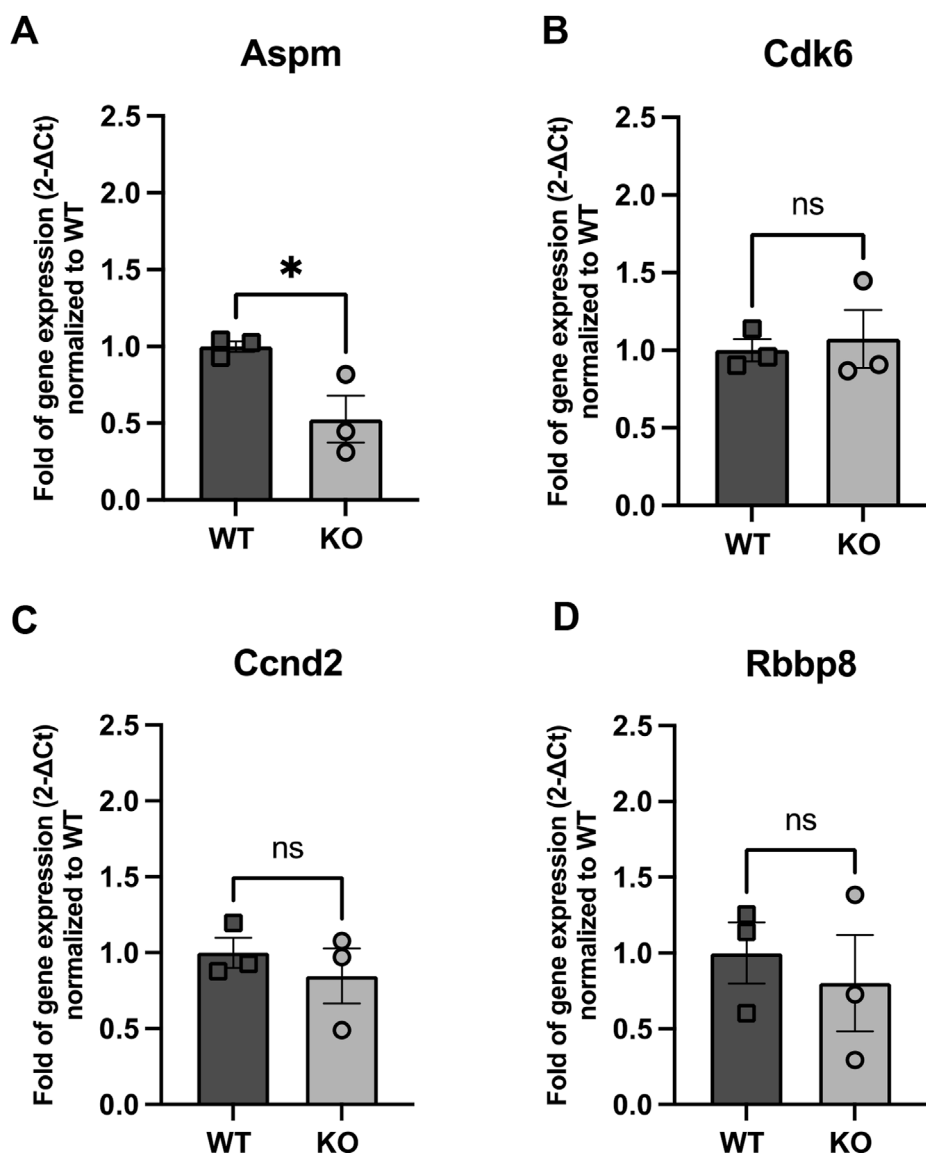 A
Aspm
Fold of gene expression (2-ΔCt)
normalized to WT
2.5
2.0
1.5
1.0
0.5
0.0
*
WT KO
B
Cdk6
Fold of gene expression (2-ΔCt)
normalized to WT
2.5
2.0
1.5
1.0
0.5
0.0
ns
WT KO
C
Ccnd2
Fold of gene expression (2-ΔCt)
normalized to WT
2.5
2.0
1.5
1.0
0.5
0.0
ns
WT KO
D
Rbbp8
Fold of gene expression (2-ΔCt)
normalized to WT
2.5
2.0
1.5
1.0
0.5
0.0
ns
WT KO